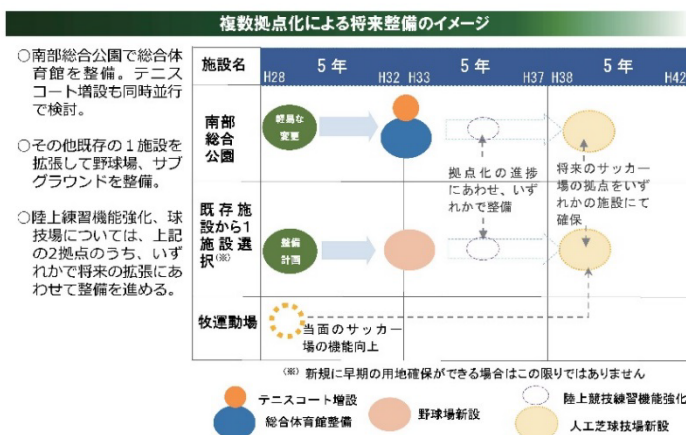 複数拠点化による将来整備のイメージ
○南部総合公園で総合体
育館を整備。テニスコ
ート増設も同時並行
で検討。
○その他既存の1施設を
拡張して野球場、サブ
グラウンドを整備。
○陸上練習機能強化、球
技場については、上記
の2拠点のうち、いず
れかで将来の拡張にあ
わせて整備を進める。
施設名
5年
5年
5年
H28
H32
H33
H37
H38
H42
南部
総合
公園
軽易な
変更
拠点化の進捗
にあわせ、いず
れかで整備
将来のサッカー
場の拠点をいず
れかの施設にて
確保
既存施
設から1
施設選
択(※)
整備
計画
牧運動場
当面のサッカー
場の機能向上
(※) 新規に早期の用地確保ができる場合はこの限りではありません
テニスコート増設
総合体育館整備
野球場新設
陸上競技練習機能強化
人工芝球技場新設